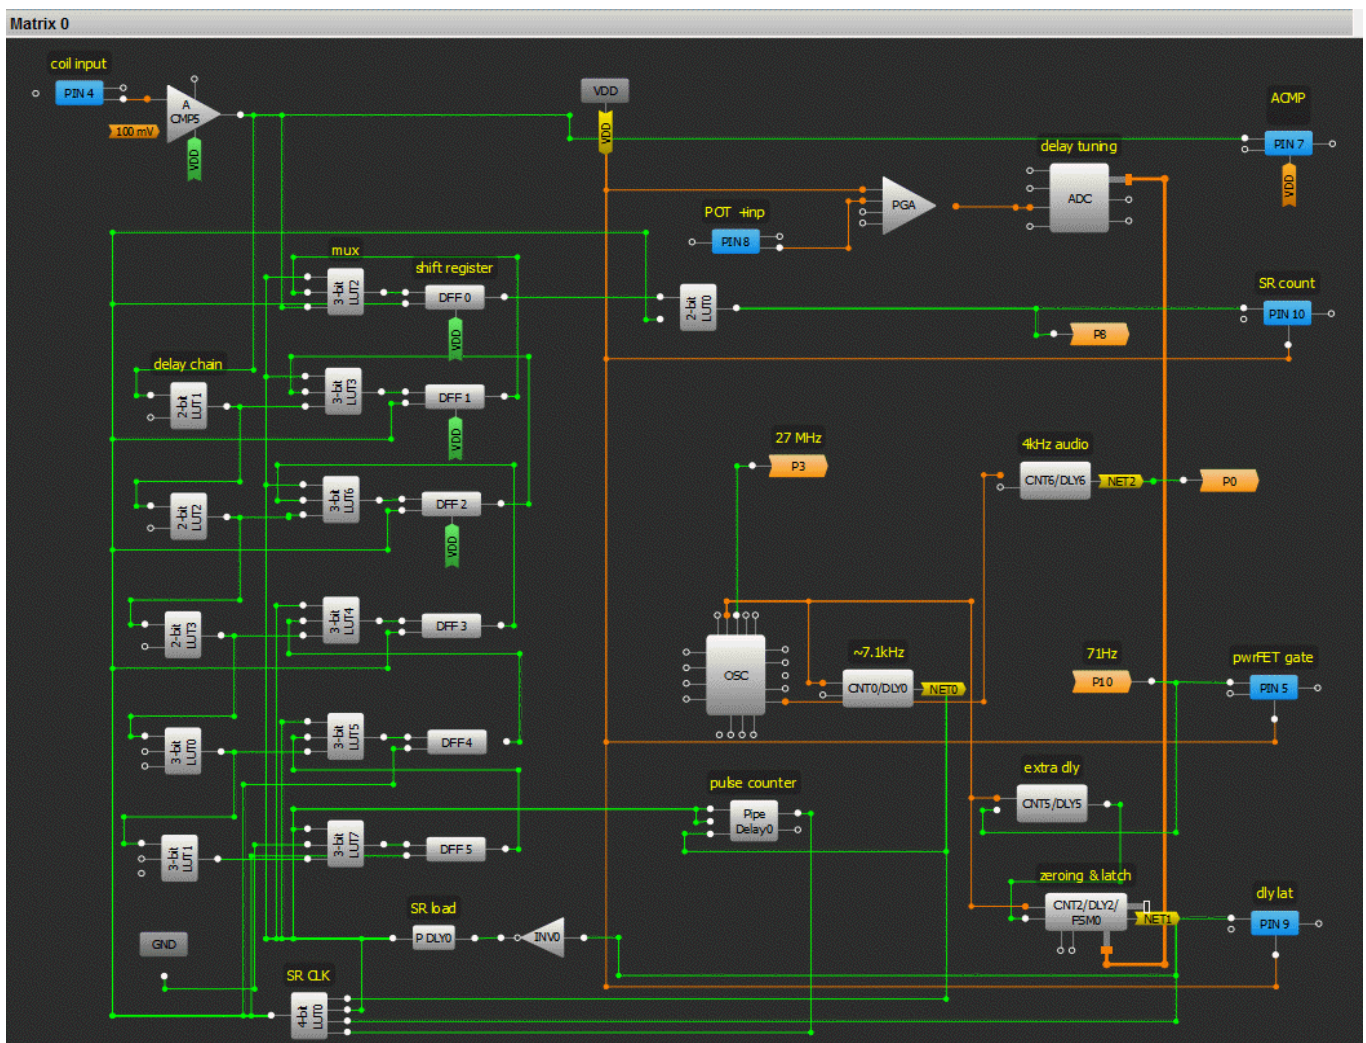 Matrix 0
coil input
PIN 4
A
CMP5
100 mV
VDD
VDD
VDD
ACMP
PIN 7
VDD
delay tuning
ADC
PGA
POT +inp
PIN 8
mux
3-bit
LUT2
shift register
DFF 0
VDD
2-bit
LUT0
P8
SR count
PIN 10
delay chain
2-bit
LUT1
3-bit
LUT3
DFF 1
VDD
27 MHz
P3
4kHz audio
CNT6/DLY6
NET2
P0
2-bit
LUT2
3-bit
LUT6
DFF 2
VDD
2-bit
LUT3
3-bit
LUT4
DFF 3
OSC
~7.1kHz
CNT0/DLY0
NET0
71Hz
P10
pwrFET gate
PIN 5
3-bit
LUT0
3-bit
LUT5
DFF4
pulse counter
Pipe
Delay0
extra dly
CNT5/DLY5
3-bit
LUT1
3-bit
LUT7
DFF 5
zeroing & latch
CNT2/DLY2/
FSM0
NET1
dly lat
PIN 9
SR load
P DLY0
INV0
GND
SR CLK
4-bit
LUT0